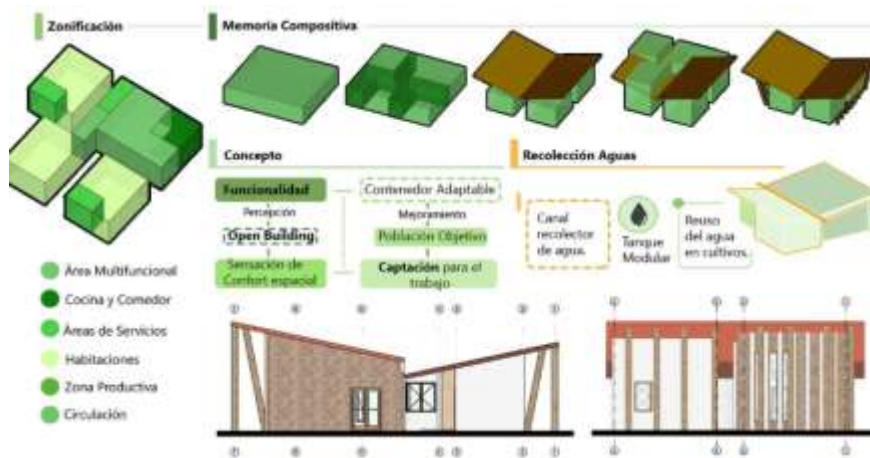 Zonificación
Memoria Compositiva
Concepto
Recolección Aguas
Funcionalidad
Contenedor Adaptable
Percepción
Mejoramiento
Open Building
Población Objetivo
Sensación de
Confort espacial
Captación para el
trabajo
Canal
recolector
de agua.
Tanque
Modular
Reuso
del agua
en cultivos.
Área Multifuncional
Cocina y Comedor
Áreas de Servicios
Habitaciones
Zona Productiva
Circulación